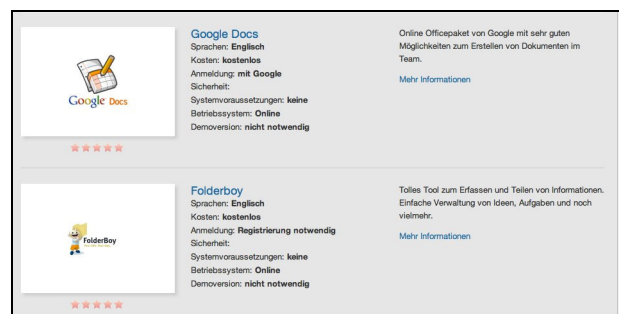 Google Docs
Google Docs
Sprachen: Englisch
Kosten: kostenlos
Anmeldung: mit Google
Sicherheit:
Systemvoraussetzungen: keine
Betriebssystem: Online
Demoversion: nicht notwendig
Online Officepaket von Google mit sehr guten
Möglichkeiten zum Erstellen von Dokumenten im
Team.
Mehr Informationen
FolderBoy
Folderboy
Sprachen: Englisch
Kosten: kostenlos
Anmeldung: Registrierung notwendig
Sicherheit:
Systemvoraussetzungen: keine
Betriebssystem: Online
Demoversion: nicht notwendig
Tolles Tool zum Erfassen und Teilen von Informationen.
Einfache Verwaltung von Ideen, Aufgaben und noch
vielmehr.
Mehr Informationen